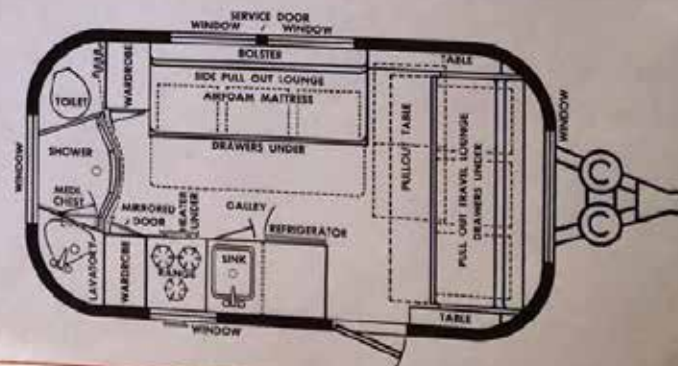 SERVICE DOOR
WINDOW
WINDOW
BOLSTER
SIDE PULL OUT LOUNGE
AIRFOAM MATTRESS
DRAWERS UNDER
WARDROBE
TOILET
SHOWER
WINDOW
MEDI.
CHEST
MIRRORED
DOOR
HEATER
UNDER
GALLEY
REFRIGERATOR
LAVATORY
WARDROBE
RANGE
SINK
WINDOW
TABLE
PULLOUT TABLE
PULL OUT TRAVEL LOUNGE
DRAWERS UNDER
TABLE
WINDOW